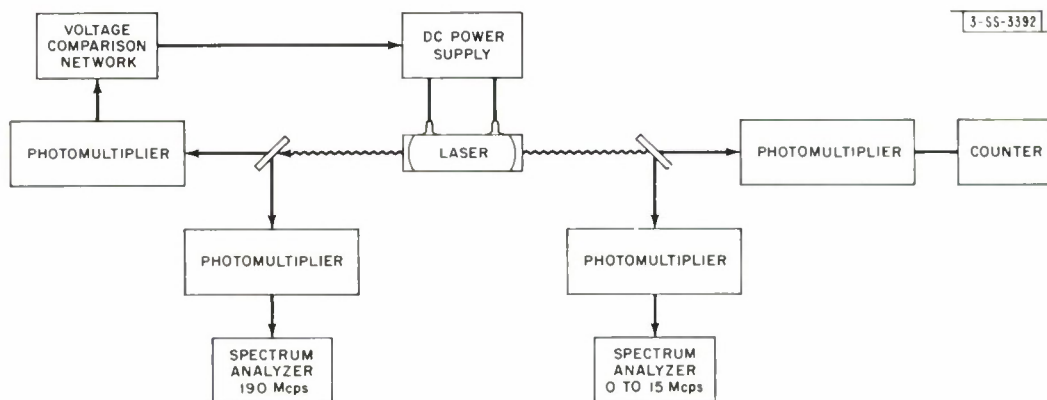 VOLTAGE
COMPARISON
NETWORK
DC POWER
SUPPLY
3-SS-3392
PHOTOMULTIPLIER
LASER
PHOTOMULTIPLIER
COUNTER
PHOTOMULTIPLIER
PHOTOMULTIPLIER
SPECTRUM
ANALYZER
190 Mcps
SPECTRUM
ANALYZER
0 TO 15 Mcps